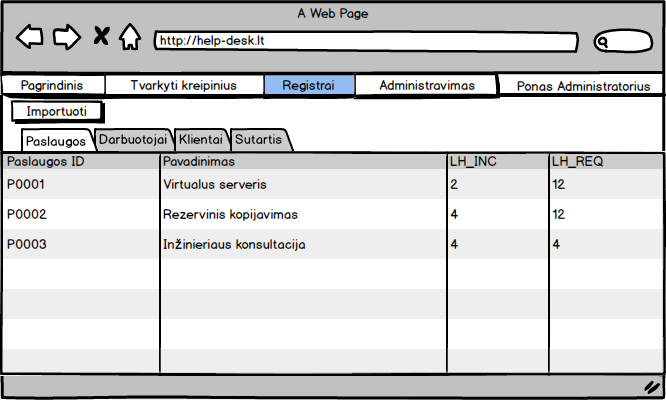 A Web Page
http://help-desk.lt
Pagrindinis Tvarkyti kreipinius Registrai Administravimas Ponas Administratorius
Importuoti
Paslaugos Darbuotojai Klientai Sutartis
Paslaugos ID Pavadinimas LH_INC LH_REQ
P0001 Virtualus serveris 2 12
P0002 Rezervinis kopijavimas 4 12
P0003 Inžinieriaus konsultacija 4 4